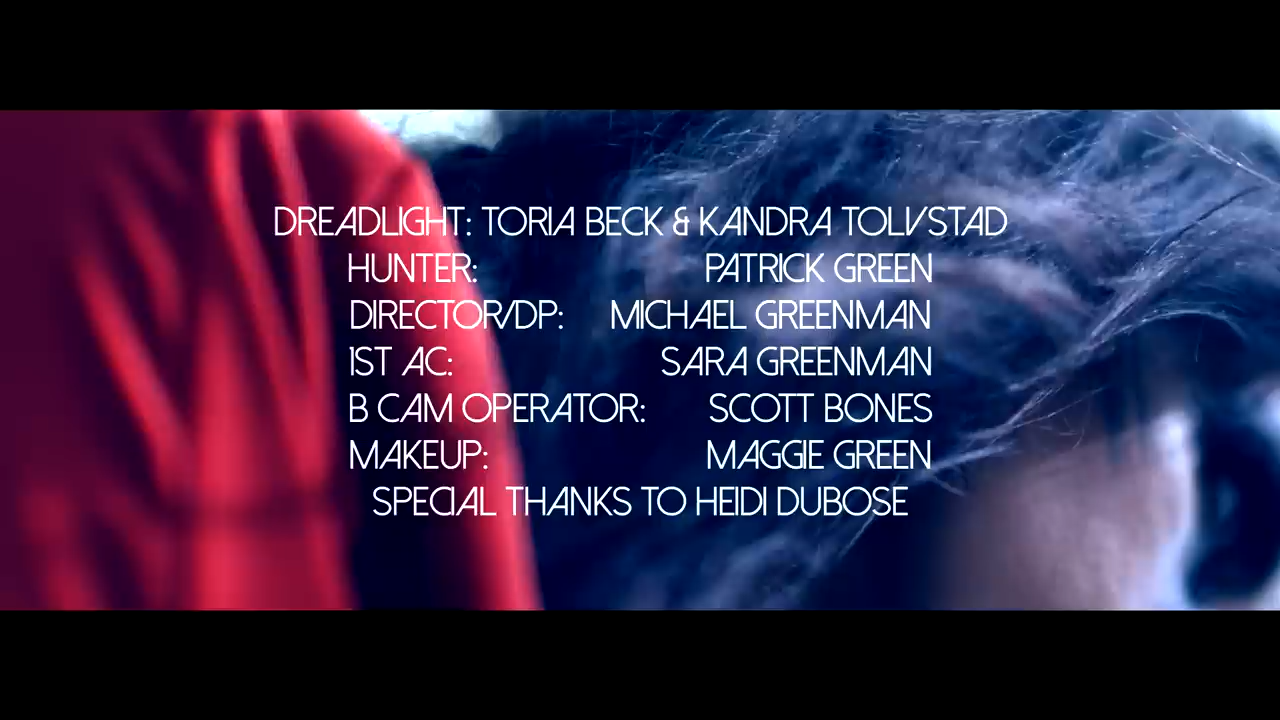 DREADLIGHT: TORIA BECK & KANDRA TOLVSTAD
HUNTER: PATRICK GREEN
DIRECTOR/DP: MICHAEL GREENMAN
1ST AC: SARA GREENMAN
B CAM OPERATOR: SCOTT BONES
MAKEUP: MAGGIE GREEN
SPECIAL THANKS TO HEIDI DUBOSE